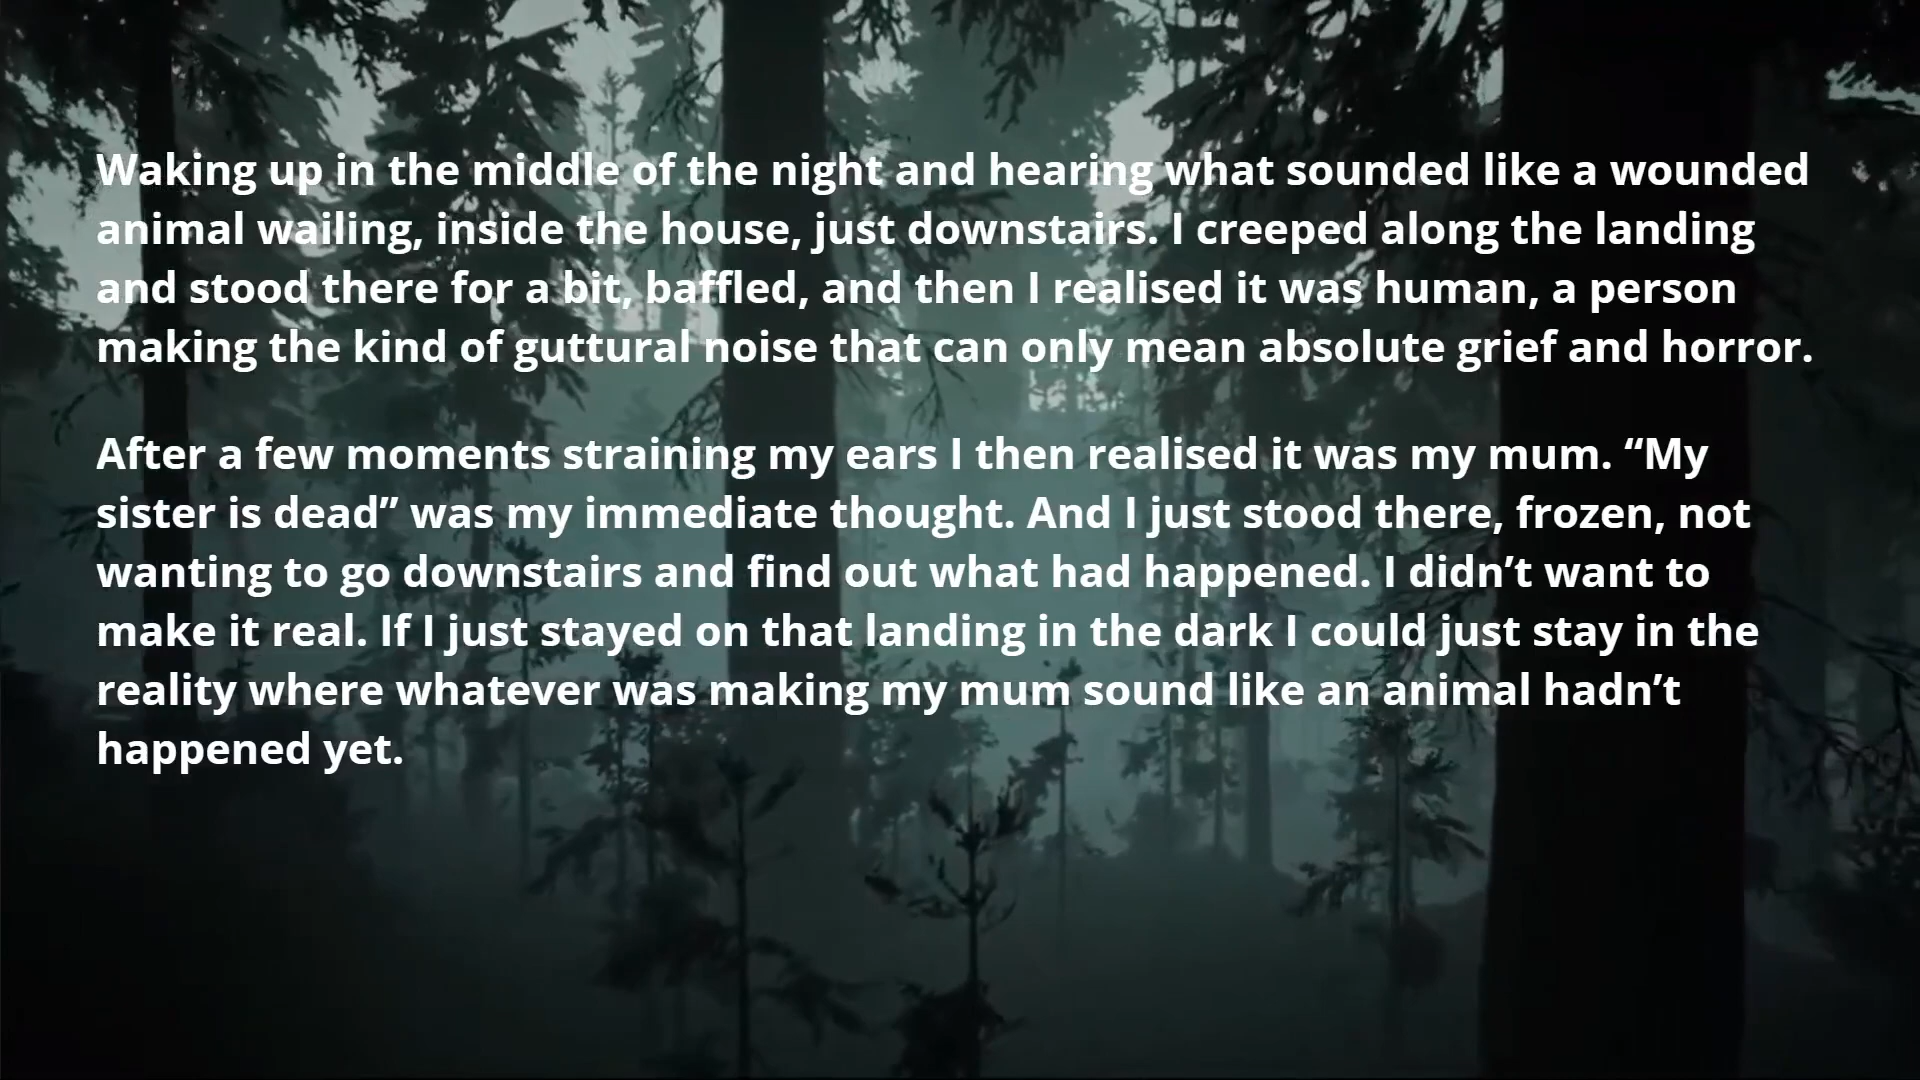 Waking up in the middle of the night and hearing what sounded like a wounded
animal wailing, inside the house, just downstairs. I creeped along the landing
and stood there for a bit, baffled, and then I realised it was human, a person
making the kind of guttural noise that can only mean absolute grief and horror.
After a few moments straining my ears I then realised it was my mum. “My
sister is dead” was my immediate thought. And I just stood there, frozen, not
wanting to go downstairs and find out what had happened. I didn’t want to
make it real. If I just stayed on that landing in the dark I could just stay in the
reality where whatever was making my mum sound like an animal hadn’t
happened yet.